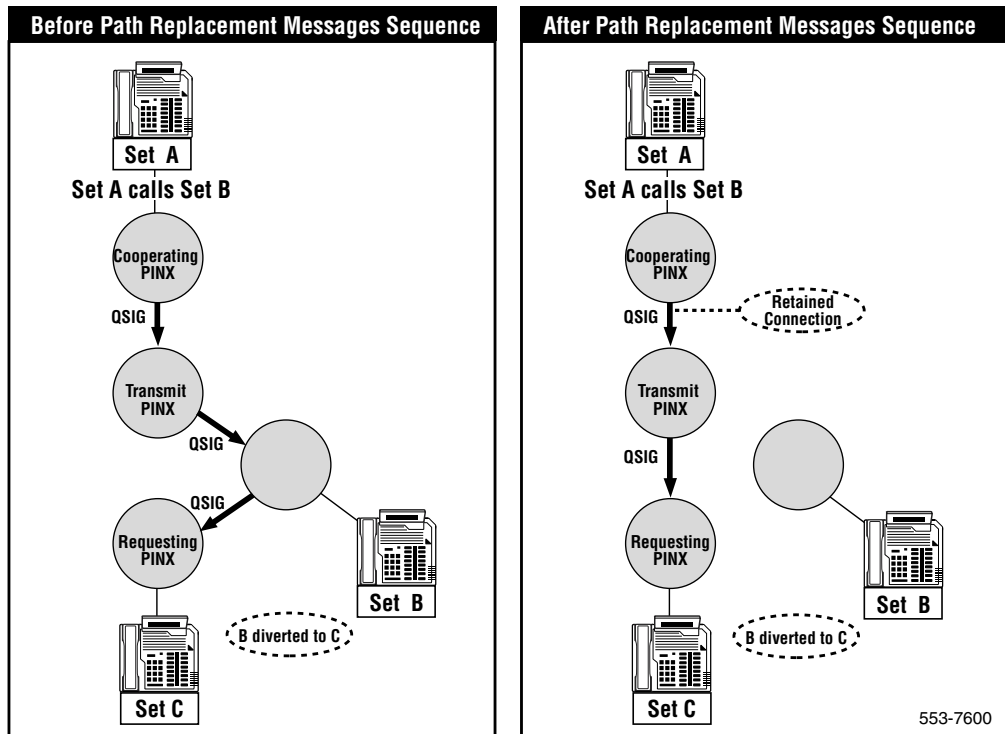 Before Path Replacement Messages Sequence
Set A
Set A calls Set B
Cooperating
PINX
QSIG
Transmit
PINX
QSIG
QSIG
Requesting
PINX
Set B
B diverted to C
Set C
After Path Replacement Messages Sequence
Set A
Set A calls Set B
Cooperating
PINX
QSIG
Retained
Connection
Transmit
PINX
QSIG
Requesting
PINX
Set B
B diverted to C
Set C
553-7600